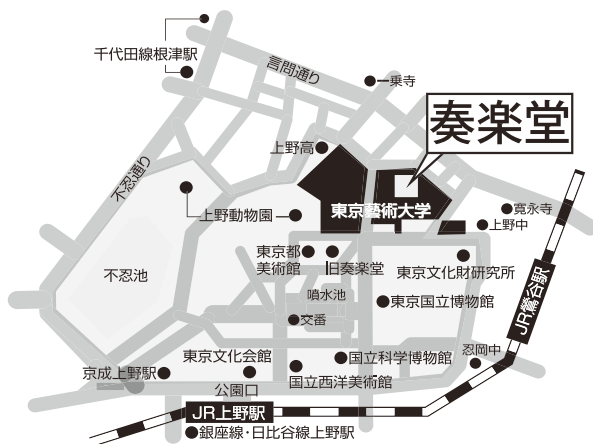 千代田線根津駅
言問通り
一乗寺
奏楽堂
上野高
不忍通り
上野動物園
東京藝術大学
寛永寺
上野中
東京都
美術館
旧奏楽堂
東京文化財研究所
不忍池
噴水池
東京国立博物館
JR鶯谷駅
交番
東京文化会館
国立科学博物館
忍岡中
京成上野駅
公園口
国立西洋美術館
JR上野駅
銀座線・日比谷線上野駅